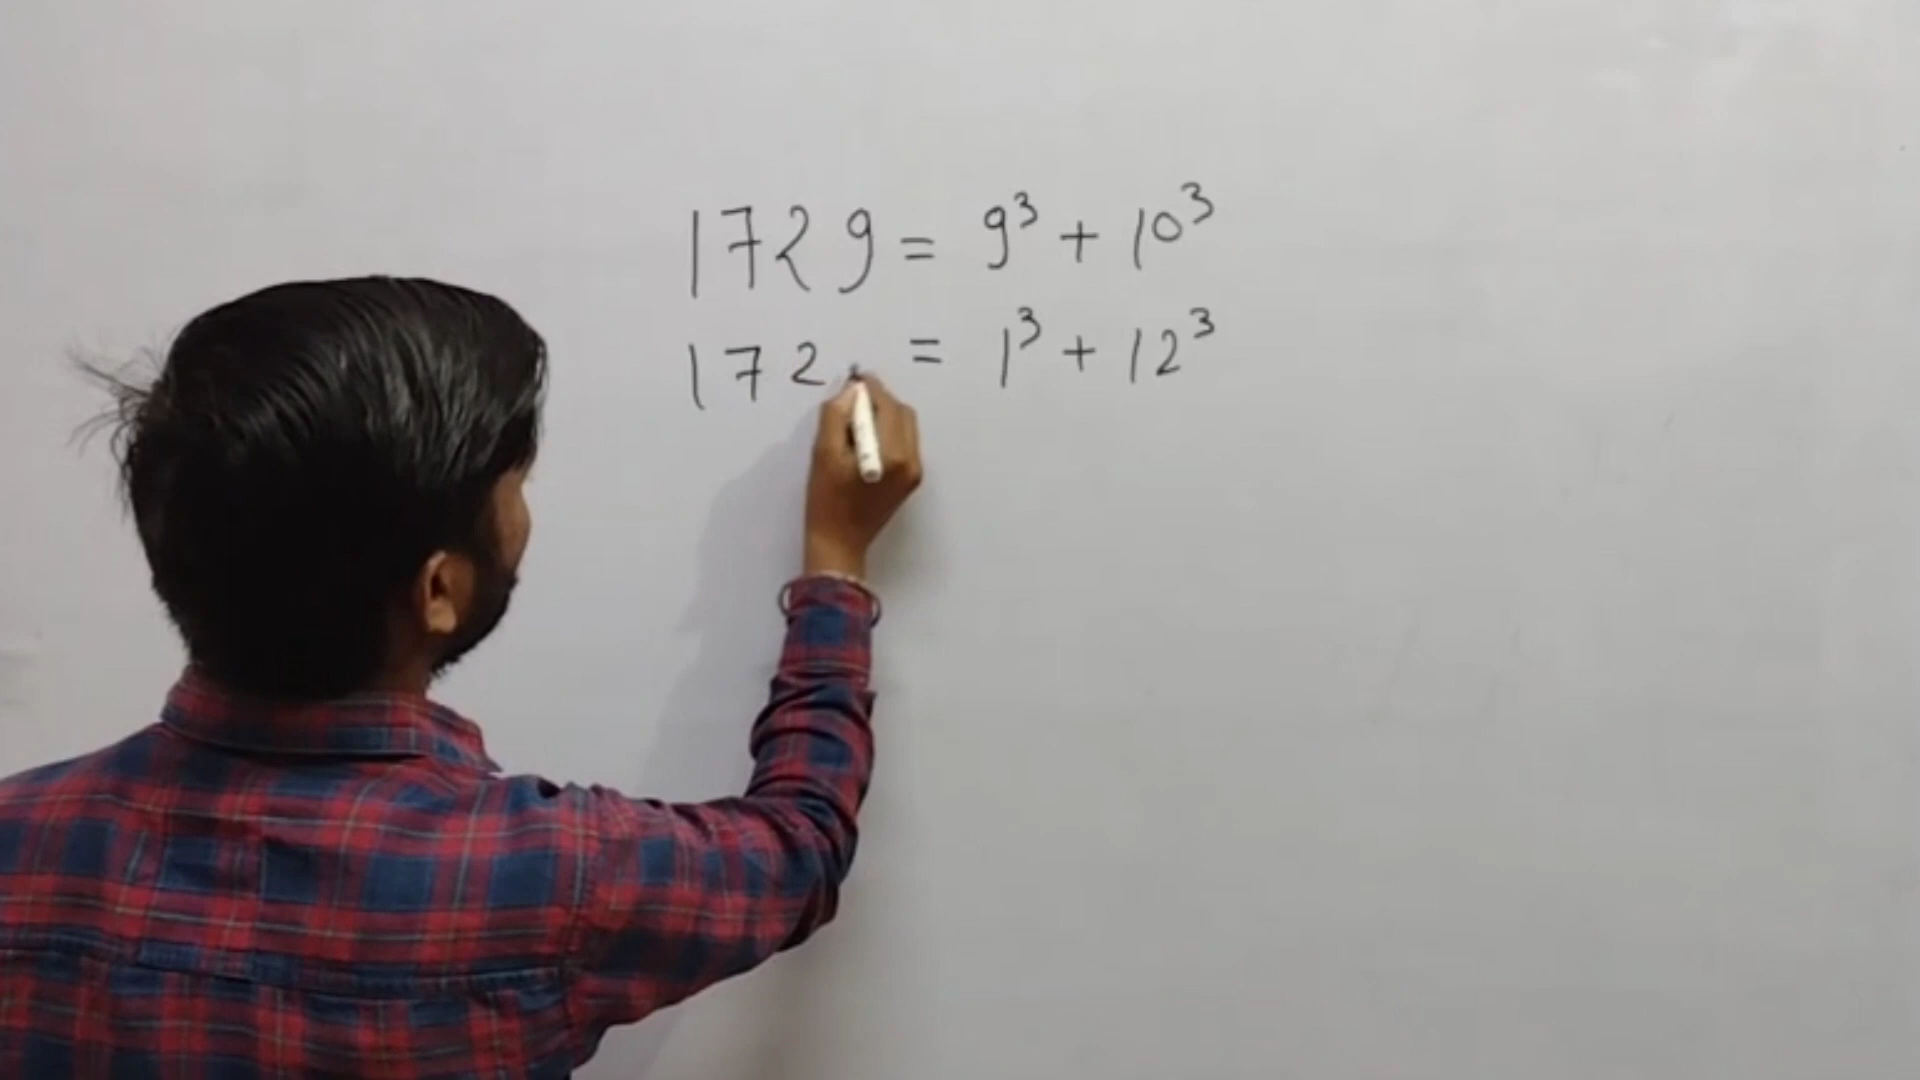 1729 = 9³ + 10³
172 = 1³ + 12³